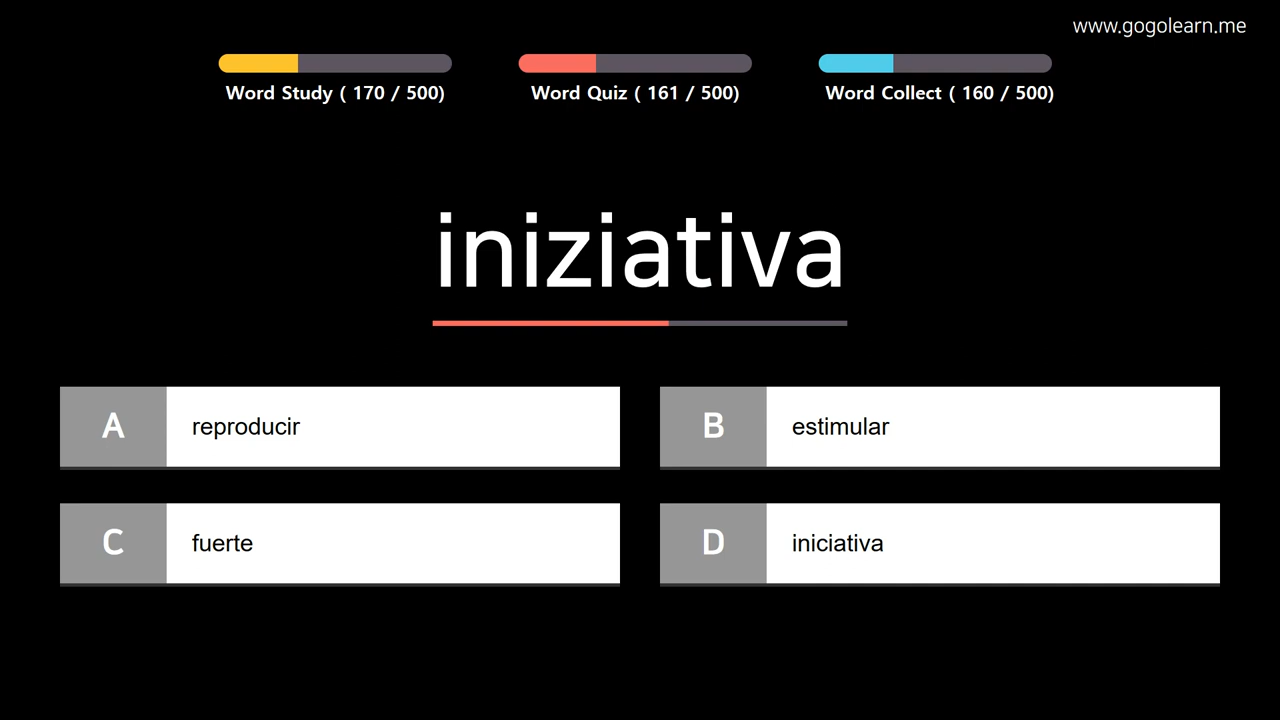 www.gogolearn.me
Word Study ( 170 / 500)
Word Quiz ( 161 / 500)
Word Collect ( 160 / 500)
iniziativa
A reproducir
B estimular
C fuerte
D iniciativa